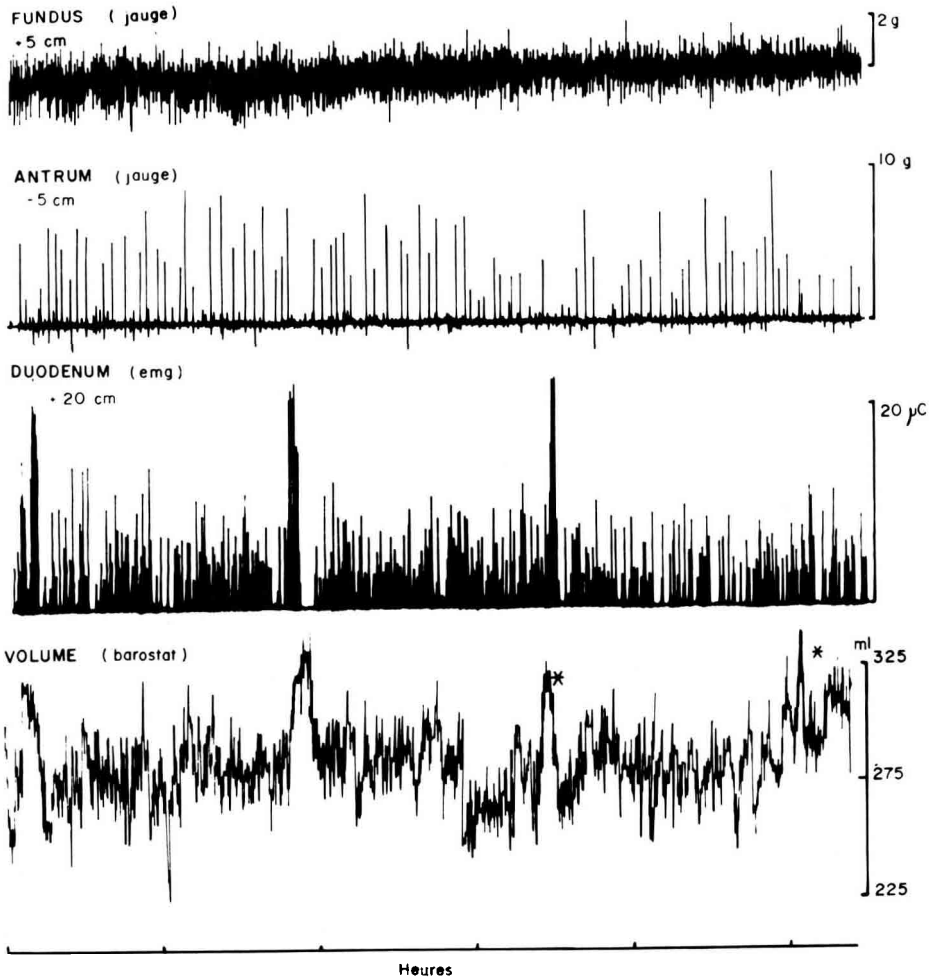 FUNDUS (jauge)
+5 cm
2 g
ANTRUM (jauge)
-5 cm
10 g
DUODENUM (emg)
+ 20 cm
20 µC
VOLUME (barostat)
*
*
ml
325
275
225
Heures